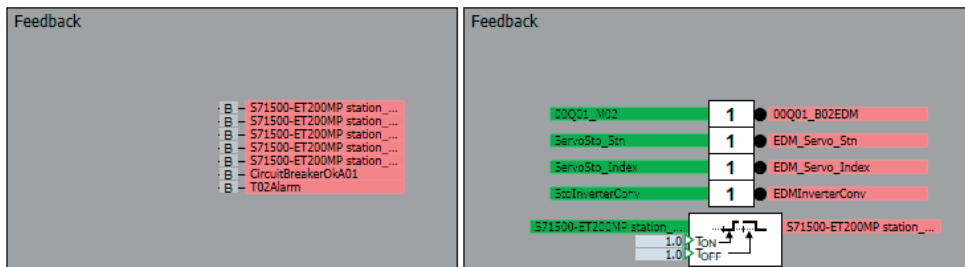 Feedback
B S71500-ET200MP station_...
B S71500-ET200MP station_...
B S71500-ET200MP station_...
B S71500-ET200MP station_...
B S71500-ET200MP station_...
B CircuitBreakerOkA01
B T02Alarm
Feedback
00Q01_M02 1 00Q01_B02EDM
ServoSto_Stn 1 EDM_Servo_Stn
ServoSto_Index 1 EDM_Servo_Index
StoInverterConv 1 EDMInverterConv
S71500-ET200MP station_... S71500-ET200MP station_...
1.0 TON
1.0 TOFF